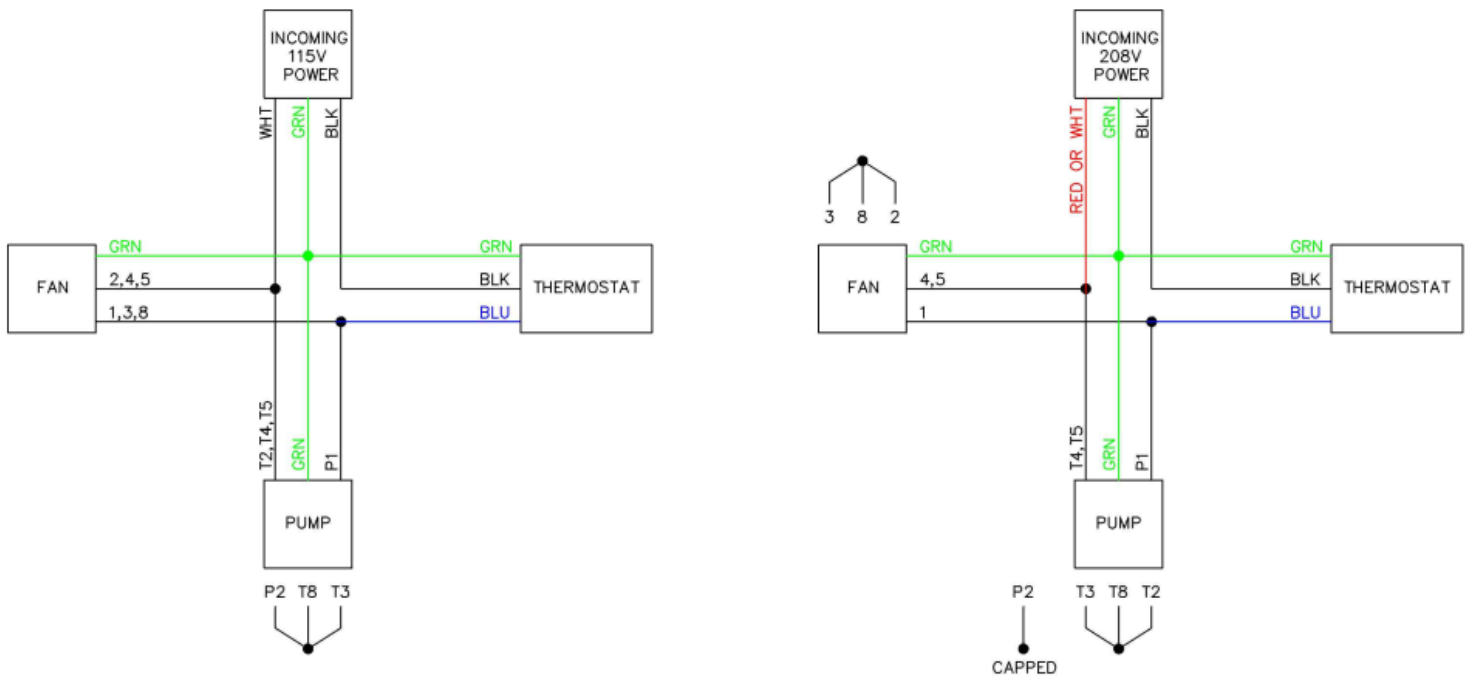 INCOMING
115V
POWER
WHT
GRN
BLK
GRN
GRN
FAN
2,4,5
BLK
THERMOSTAT
1,3,8
BLU
T2,T4,T5
GRN
P1
PUMP
P2 T8 T3
INCOMING
208V
POWER
RED OR WHT
GRN
BLK
3 8 2
GRN
GRN
FAN
4,5
BLK
THERMOSTAT
1
BLU
T4,T5
GRN
P1
PUMP
P2
T3 T8 T2
CAPPED